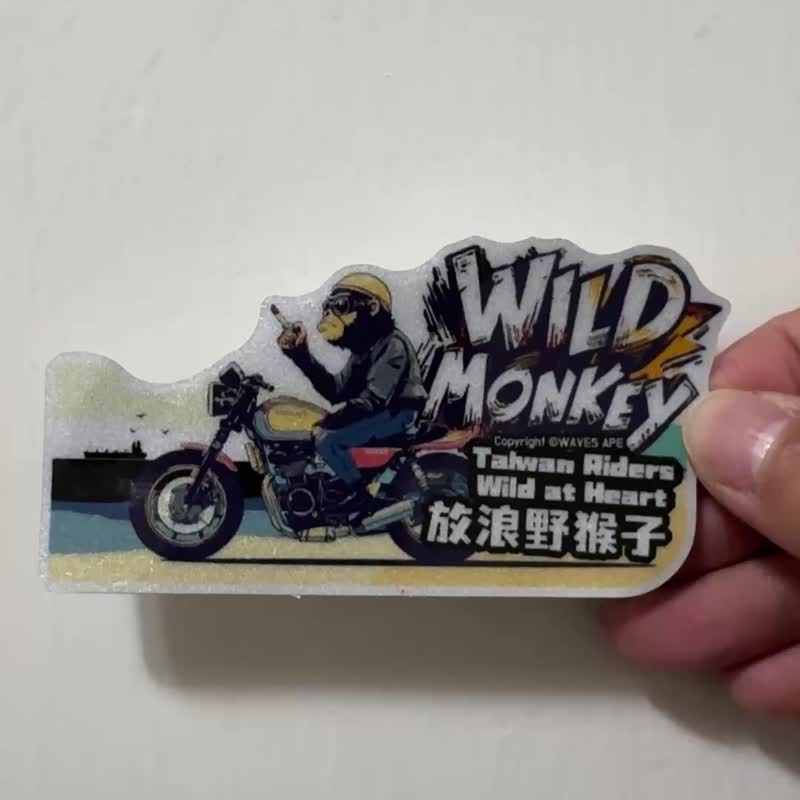 WILD
MONKEY
Copyright ©WAVES APE
Taiwan Riders
Wild at Heart
放浪野猴子